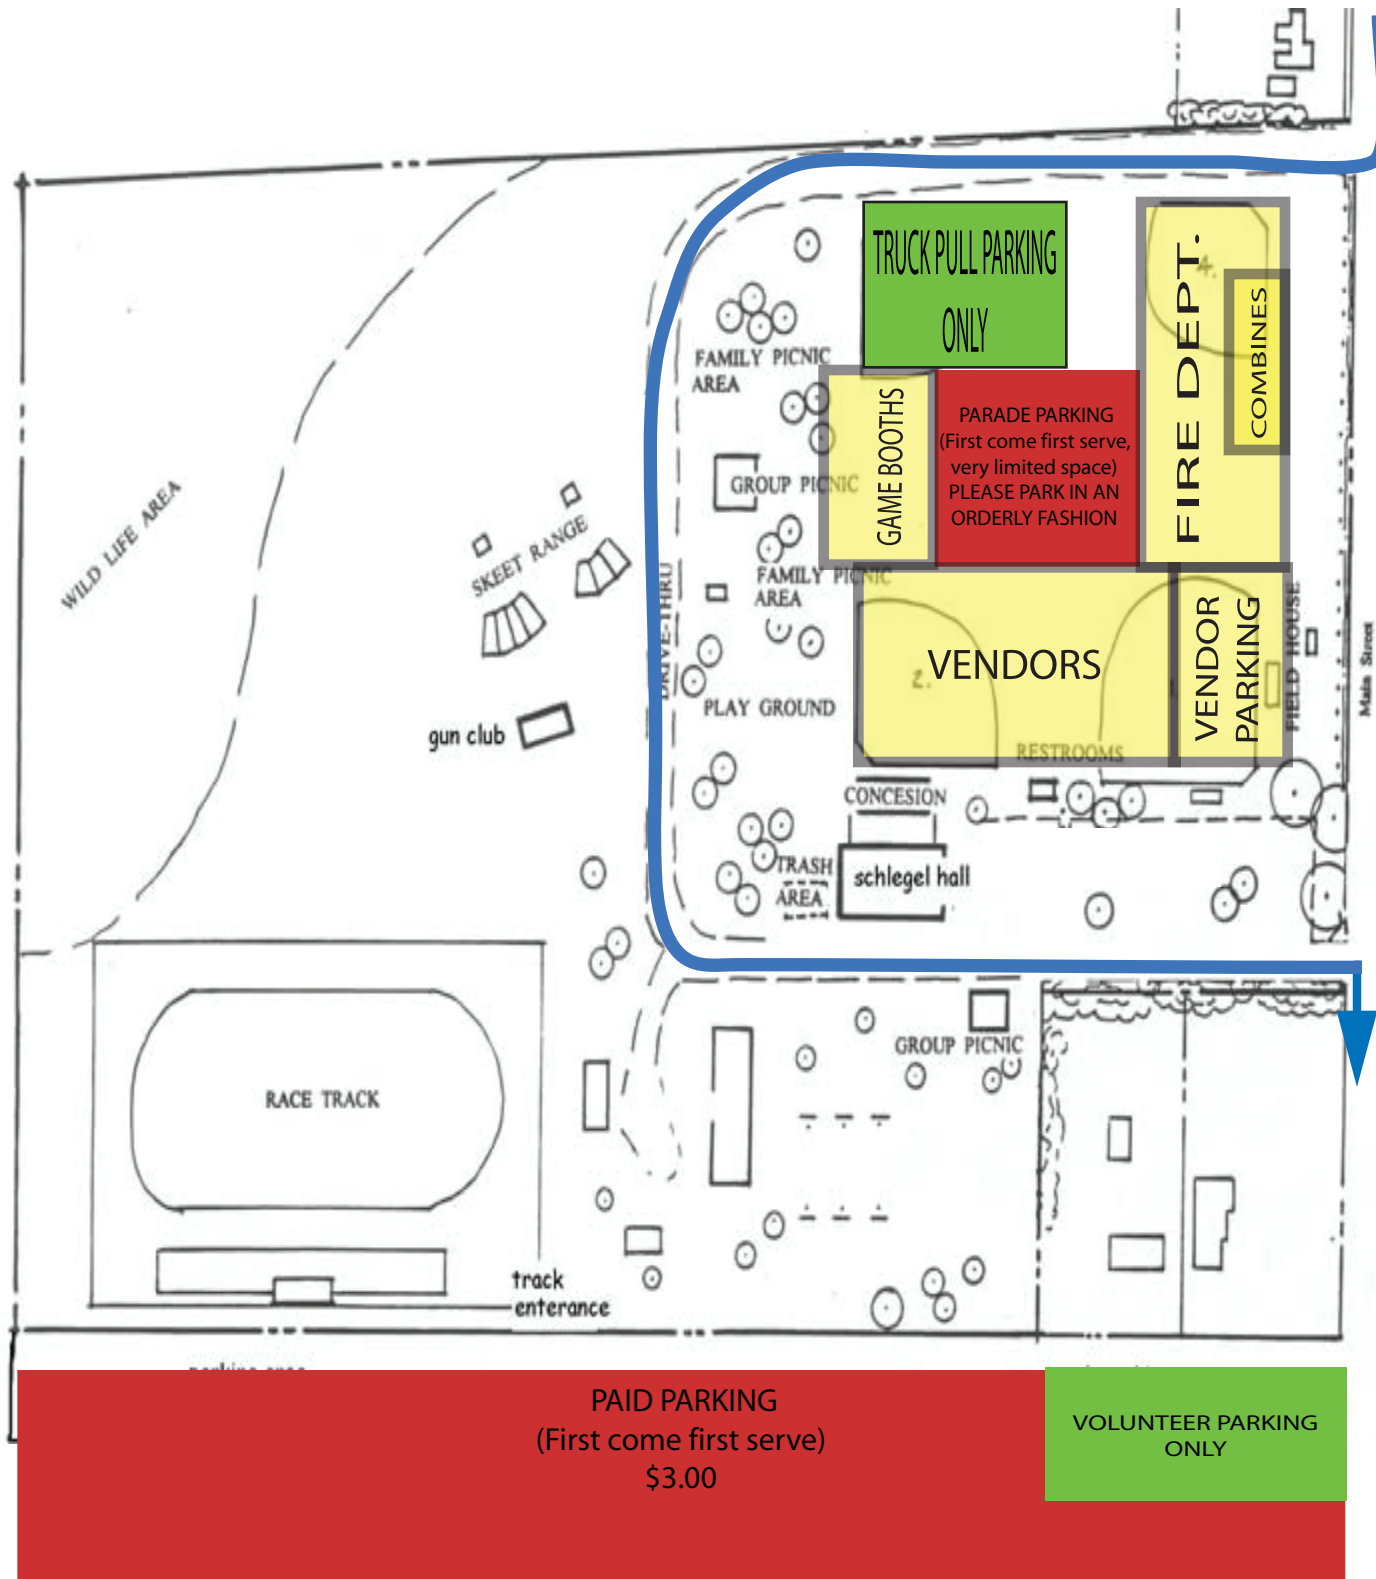 TRUCK PULL PARKING
ONLY
4.
FIRE DEPT.
COMBINES
FAMILY PICNIC
AREA
GAME BOOTHS
PARADE PARKING
(First come first serve,
very limited space)
PLEASE PARK IN AN
ORDERLY FASHION
GROUP PICNIC
WILD LIFE AREA
SKEET RANGE
FAMILY PICNIC
AREA
DRIVE-THRU
VENDORS
2.
VENDOR
PARKING
FIELD HOUSE
Main Street
PLAY GROUND
gun club
RESTROOMS
CONCESION
TRASH
AREA
schlegel hall
GROUP PICNIC
RACE TRACK
track
enterance
PAID PARKING
(First come first serve)
$3.00
VOLUNTEER PARKING
ONLY